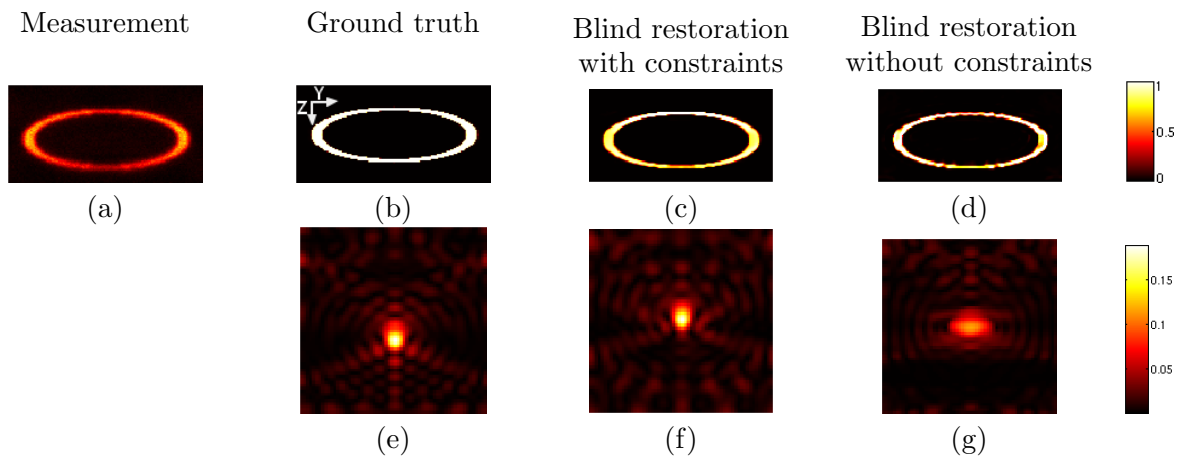 Measurement
Ground truth
Blind restoration
with constraints
Blind restoration
without constraints
Y
Z
1
0.5
0
(a)
(b)
(c)
(d)
0.15
0.1
0.05
(e)
(f)
(g)